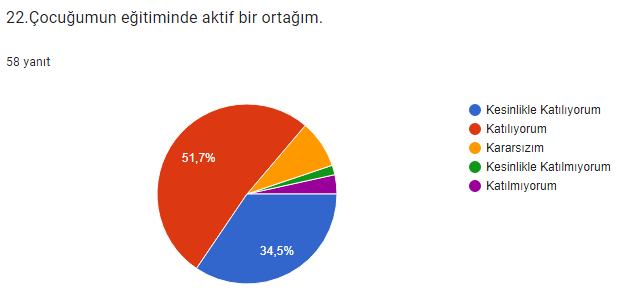 22.Çocuğumun eğitiminde aktif bir ortağım.
58 yanıt
51,7%
34,5%
Kesinlikle Katılıyorum
Katılıyorum
Kararsızım
Kesinlikle Katılmıyorum
Katılmıyorum